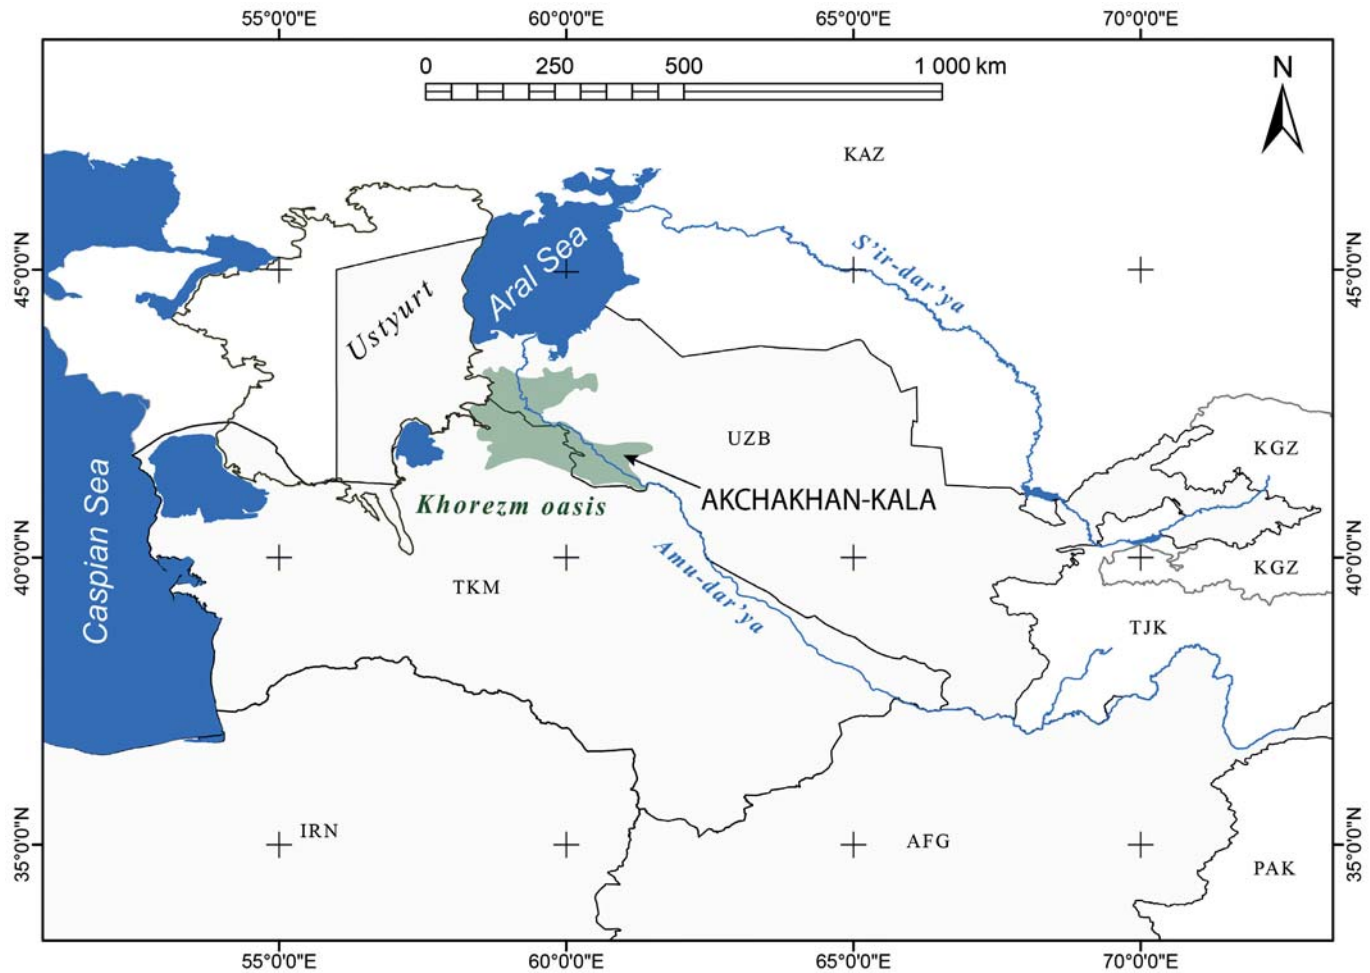 55°0'0"E 60°0'0"E 65°0'0"E 70°0'0"E
0 250 500 1 000 km
N
KAZ
45°0'0"N
45°0'0"N
Aral Sea
S'ir-dar'ya
Ustyurt
UZB
KGZ
AKCHAKHAN-KALA
Khorezm oasis
Caspian Sea
40°0'0"N
40°0'0"N
Amu-dar'ya
TKM
KGZ
TJK
IRN
AFG
PAK
35°0'0"N
35°0'0"N
55°0'0"E 60°0'0"E 65°0'0"E 70°0'0"E